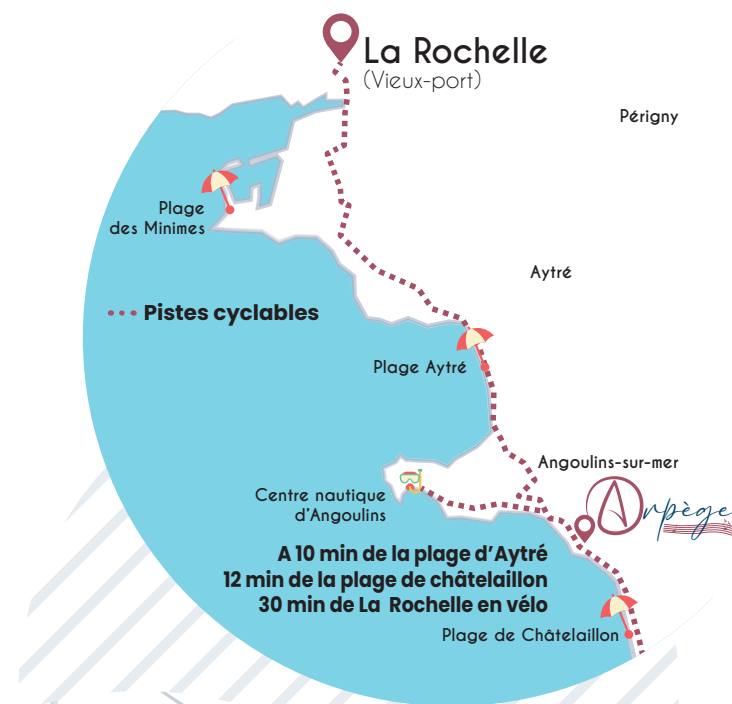 La Rochelle
(Vieux-port)
Périgny
Plage
des Minimes
Aytré
Pistes cyclables
Plage Aytré
Angoulins-sur-mer
Centre nautique
d'Angoulins
Arpège
A 10 min de la plage d'Aytré
12 min de la plage de châtelaillon
30 min de La Rochelle en vélo
Plage de Châtelaillon